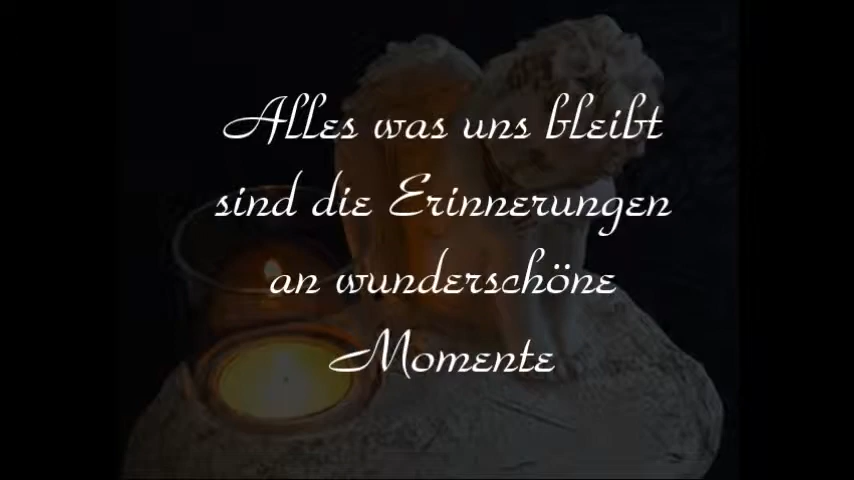 Alles was uns bleibt
sind die Erinnerungen
an wunderschöne
Momente